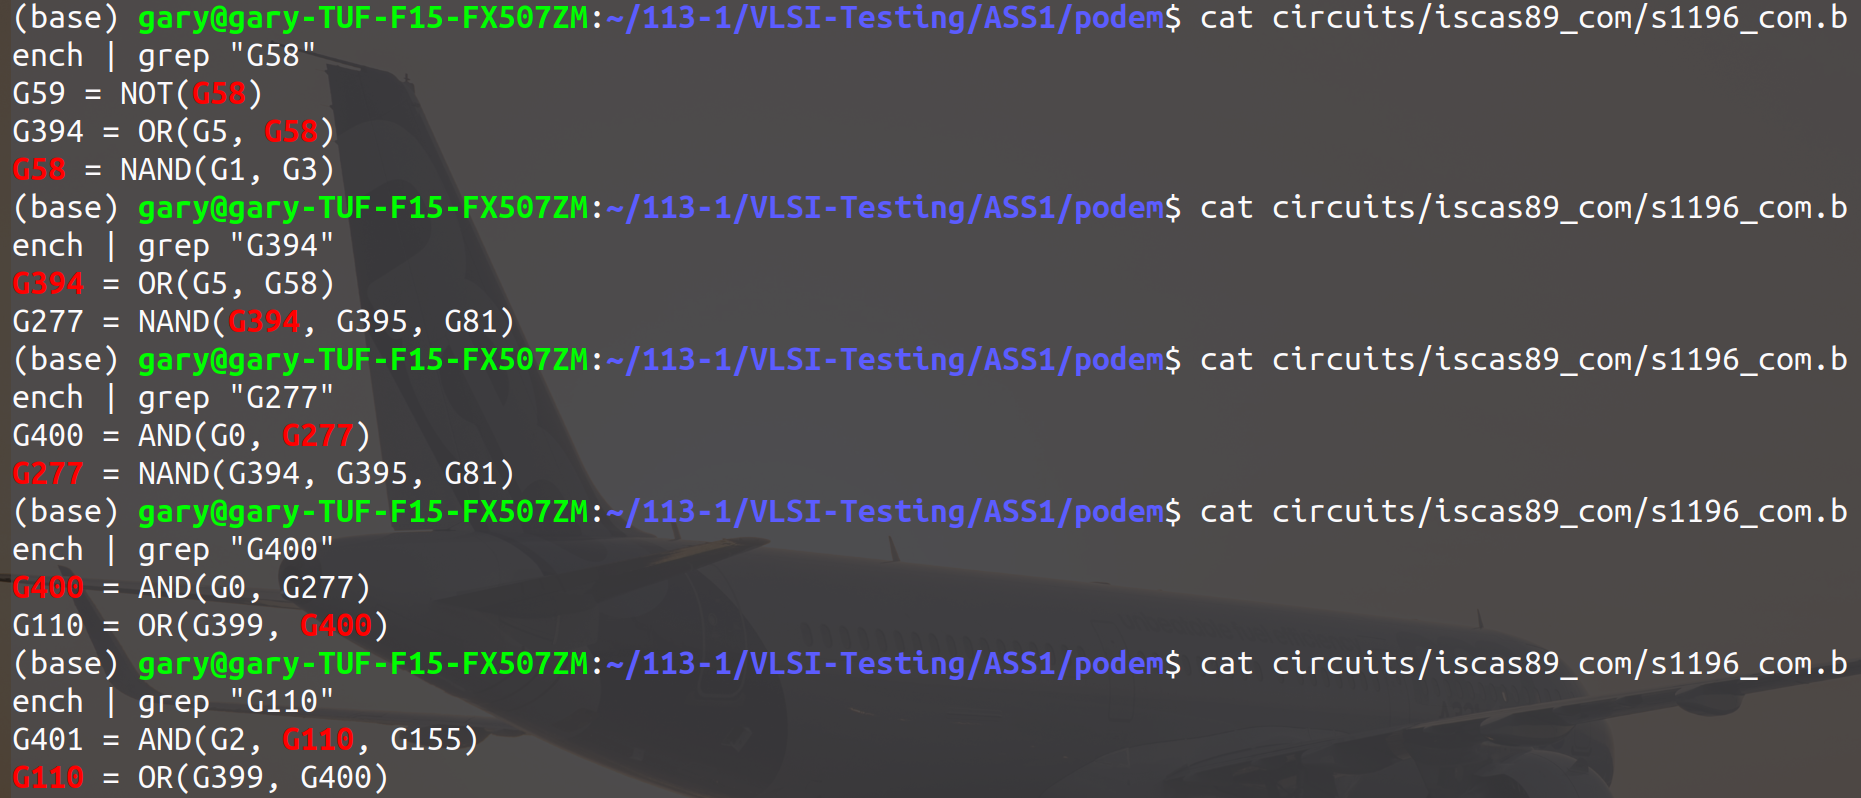 (base) gary@gary-TUF-F15-FX507ZM:~/113-1/VLSI-Testing/ASS1/podem$ cat circuits/iscas89_com/s1196_com.b
ench | grep "G58"
G59 = NOT(G58)
G394 = OR(G5, G58)
G58 = NAND(G1, G3)
(base) gary@gary-TUF-F15-FX507ZM:~/113-1/VLSI-Testing/ASS1/podem$ cat circuits/iscas89_com/s1196_com.b
ench | grep "G394"
G394 = OR(G5, G58)
G277 = NAND(G394, G395, G81)
(base) gary@gary-TUF-F15-FX507ZM:~/113-1/VLSI-Testing/ASS1/podem$ cat circuits/iscas89_com/s1196_com.b
ench | grep "G277"
G400 = AND(G0, G277)
G277 = NAND(G394, G395, G81)
(base) gary@gary-TUF-F15-FX507ZM:~/113-1/VLSI-Testing/ASS1/podem$ cat circuits/iscas89_com/s1196_com.b
ench | grep "G400"
G400 = AND(G0, G277)
G110 = OR(G399, G400)
(base) gary@gary-TUF-F15-FX507ZM:~/113-1/VLSI-Testing/ASS1/podem$ cat circuits/iscas89_com/s1196_com.b
ench | grep "G110"
G401 = AND(G2, G110, G155)
G110 = OR(G399, G400)